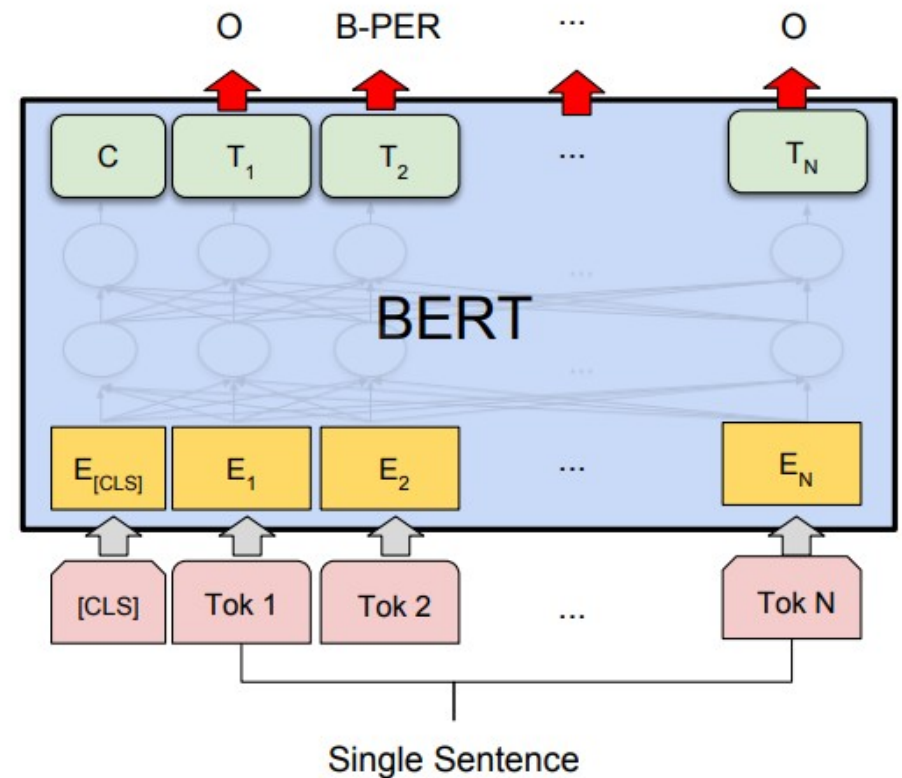 O B-PER ... O
C T1 T2 ... TN
...
BERT
...
E[CLS] E1 E2 ... EN
[CLS] Tok 1 Tok 2 ... Tok N
Single Sentence